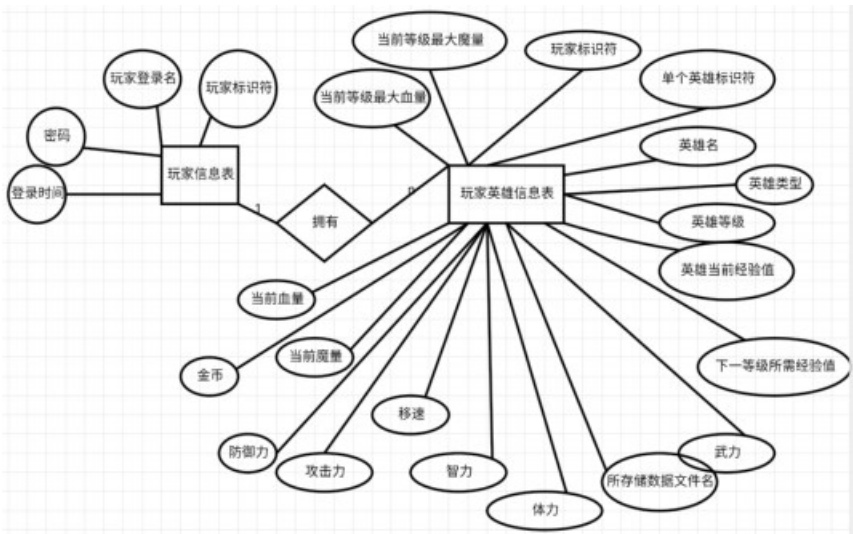 当前等级最大魔量
玩家标识符
玩家登录名
玩家标识符
当前等级最大血量
单个英雄标识符
密码
英雄名
玩家信息表
登录时间
玩家英雄信息表
英雄类型
1
n
拥有
英雄等级
英雄当前经验值
当前血量
当前魔量
下一等级所需经验值
金币
移速
防御力
攻击力
智力
武力
所存储数据文件名
体力